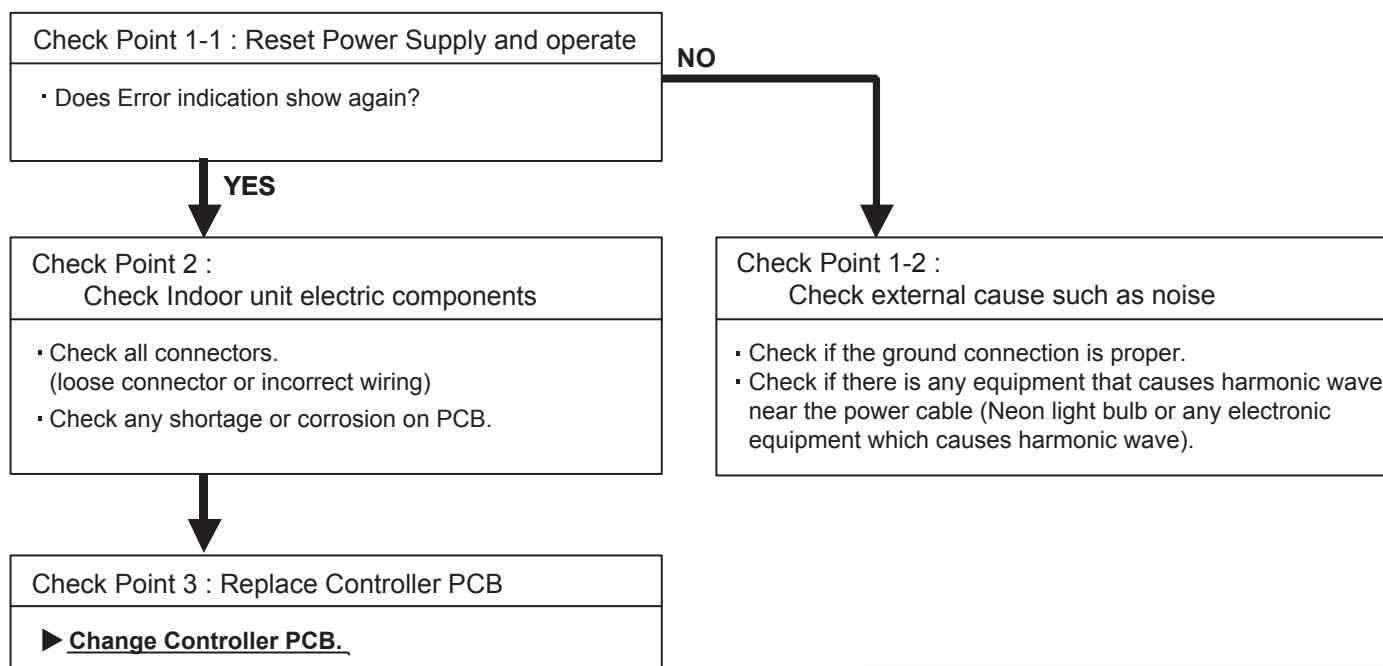 Check Point 1-1 : Reset Power Supply and operate
▪ Does Error indication show again?
NO
YES
Check Point 2 :
Check Indoor unit electric components
▪ Check all connectors.
(loose connector or incorrect wiring)
▪ Check any shortage or corrosion on PCB.
Check Point 1-2 :
Check external cause such as noise
▪ Check if the ground connection is proper.
▪ Check if there is any equipment that causes harmonic wave
near the power cable (Neon light bulb or any electronic
equipment which causes harmonic wave).
Check Point 3 : Replace Controller PCB
▶ Change Controller PCB.